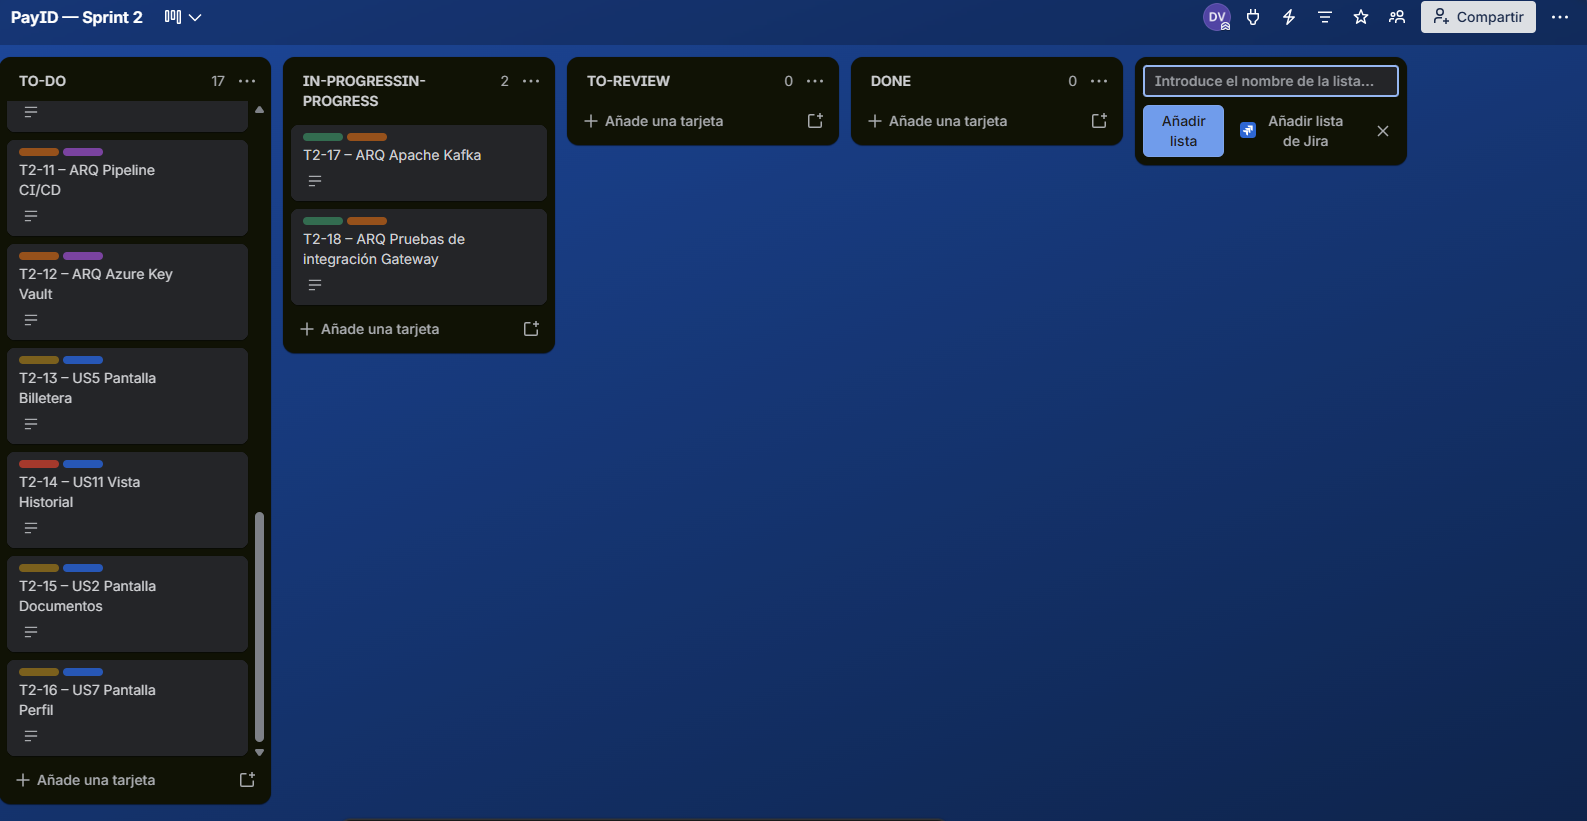 PayID — Sprint 2
DV
Compartir
TO-DO
17
T2-11 – ARQ Pipeline
CI/CD
T2-12 – ARQ Azure Key
Vault
T2-13 – US5 Pantalla
Billetera
T2-14 – US11 Vista
Historial
T2-15 – US2 Pantalla
Documentos
T2-16 – US7 Pantalla
Perfil
Añade una tarjeta
IN-PROGRESSIN-
PROGRESS
2
T2-17 – ARQ Apache Kafka
T2-18 – ARQ Pruebas de
integración Gateway
Añade una tarjeta
TO-REVIEW
0
Añade una tarjeta
DONE
0
Añade una tarjeta
Introduce el nombre de la lista...
Añadir
lista
Añadir lista
de Jira